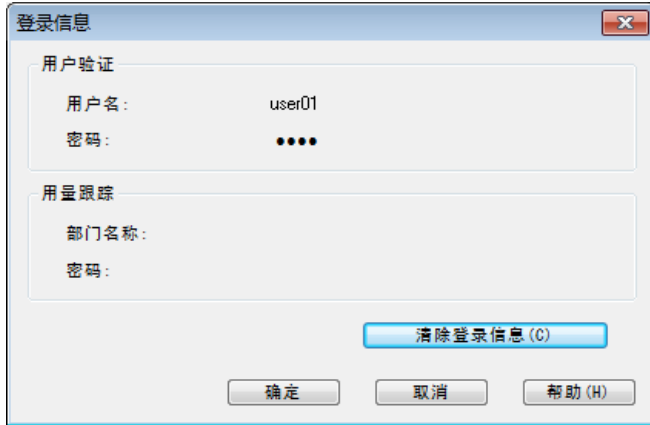 登录信息
用户验证
用户名: user01
密码: ●●●●
用量跟踪
部门名称:
密码:
清除登录信息(C)
确定 取消 帮助(H)